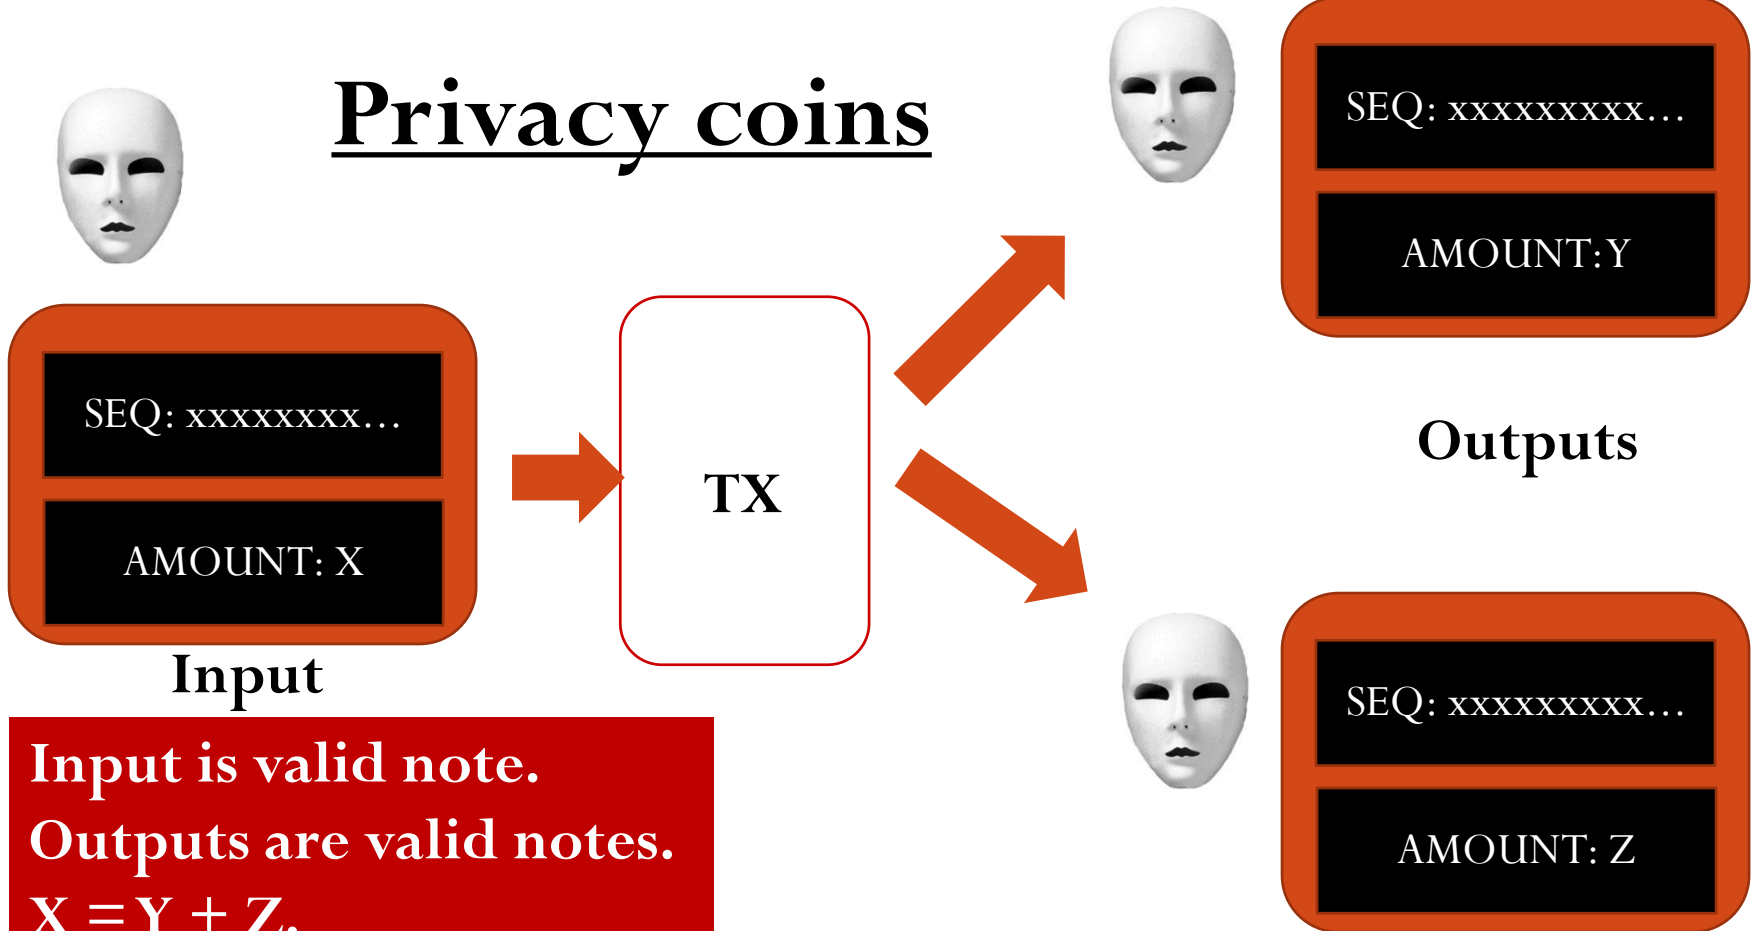 Privacy coins
SEQ: xxxxxxxx...
AMOUNT: X
Input
TX
SEQ: xxxxxxxxx...
AMOUNT: Y
Outputs
SEQ: xxxxxxxxx...
AMOUNT: Z
Input is valid note.
Outputs are valid notes.
X = Y + Z.